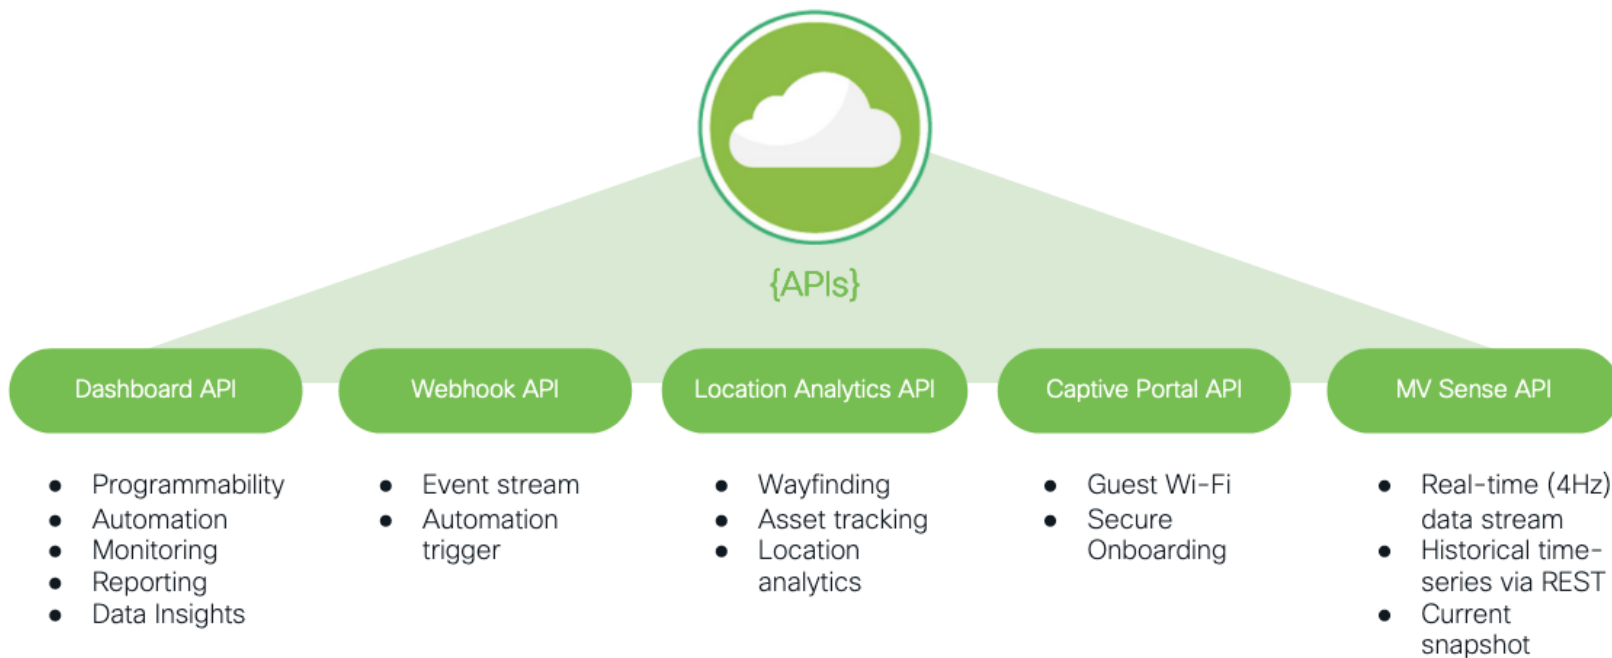 {APIs}
Dashboard API
Webhook API
Location Analytics API
Captive Portal API
MV Sense API
● Programmability
● Automation
● Monitoring
● Reporting
● Data Insights
● Event stream
● Automation
trigger
● Wayfinding
● Asset tracking
● Location
analytics
● Guest Wi-Fi
● Secure
Onboarding
● Real-time (4Hz)
data stream
● Historical time-
series via REST
● Current
snapshot